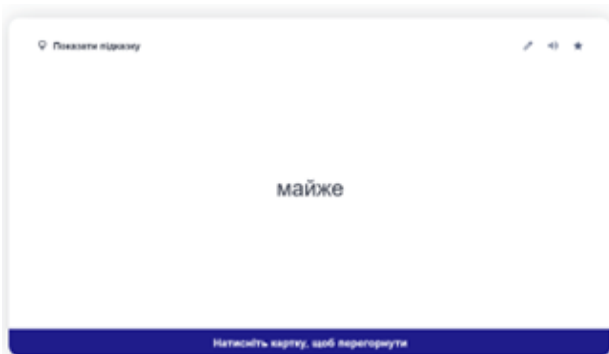 Показати підказку
майже
Натисніть картку, щоб перегорнути